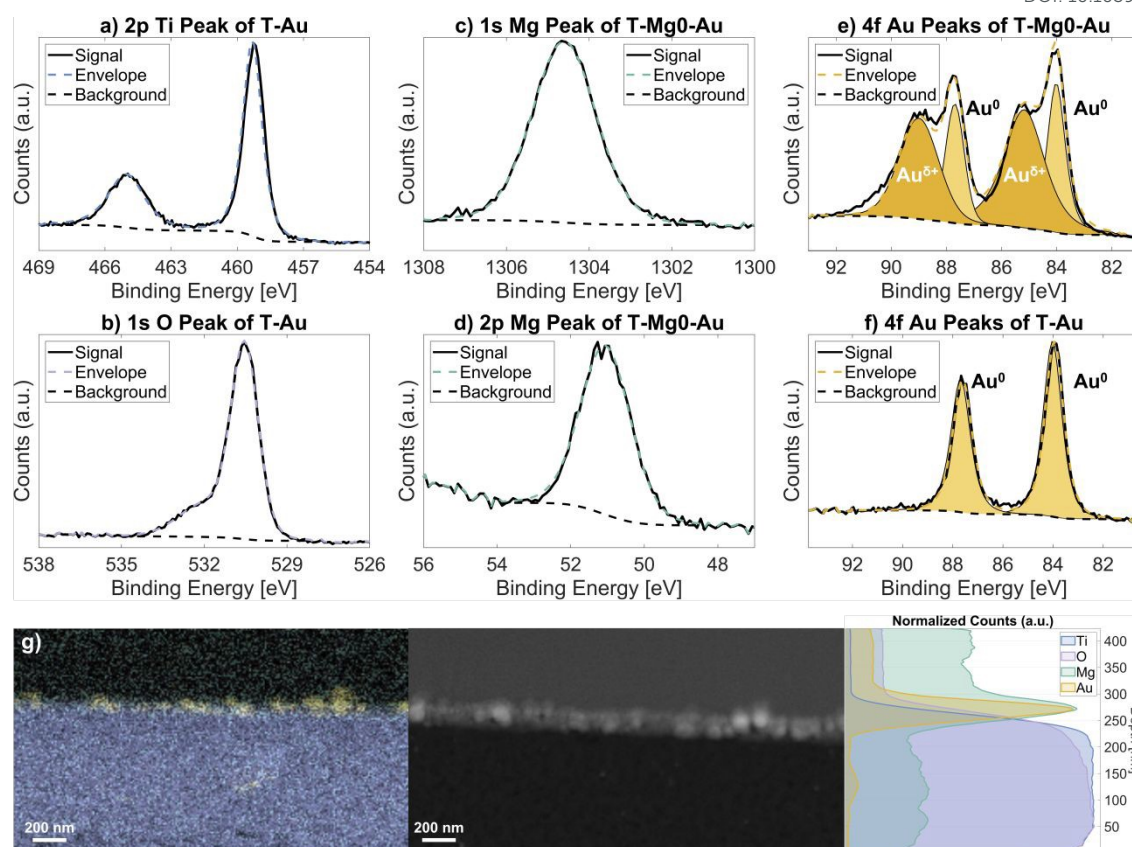 a) 2p Ti Peak of T-Au
Signal
Envelope
Background
Counts (a.u.)
469 466 463 460 457 454
Binding Energy [eV]
c) 1s Mg Peak of T-Mg0-Au
Signal
Envelope
Background
Counts (a.u.)
1308 1306 1304 1302 1300
Binding Energy [eV]
e) 4f Au Peaks of T-Mg0-Au
Signal
Envelope
Background
Au⁰
Au⁰
Auᵟ⁺
Auᵟ⁺
Counts (a.u.)
92 90 88 86 84 82
Binding Energy [eV]
b) 1s O Peak of T-Au
Signal
Envelope
Background
Counts (a.u.)
538 535 532 529 526
Binding Energy [eV]
d) 2p Mg Peak of T-Mg0-Au
Signal
Envelope
Background
Counts (a.u.)
56 54 52 50 48
Binding Energy [eV]
f) 4f Au Peaks of T-Au
Signal
Envelope
Background
Au⁰
Au⁰
Counts (a.u.)
92 90 88 86 84 82
Binding Energy [eV]
g)
200 nm
200 nm
Normalized Counts (a.u.)
Ti
O
Mg
Au
400
350
300
250
200
150
100
50